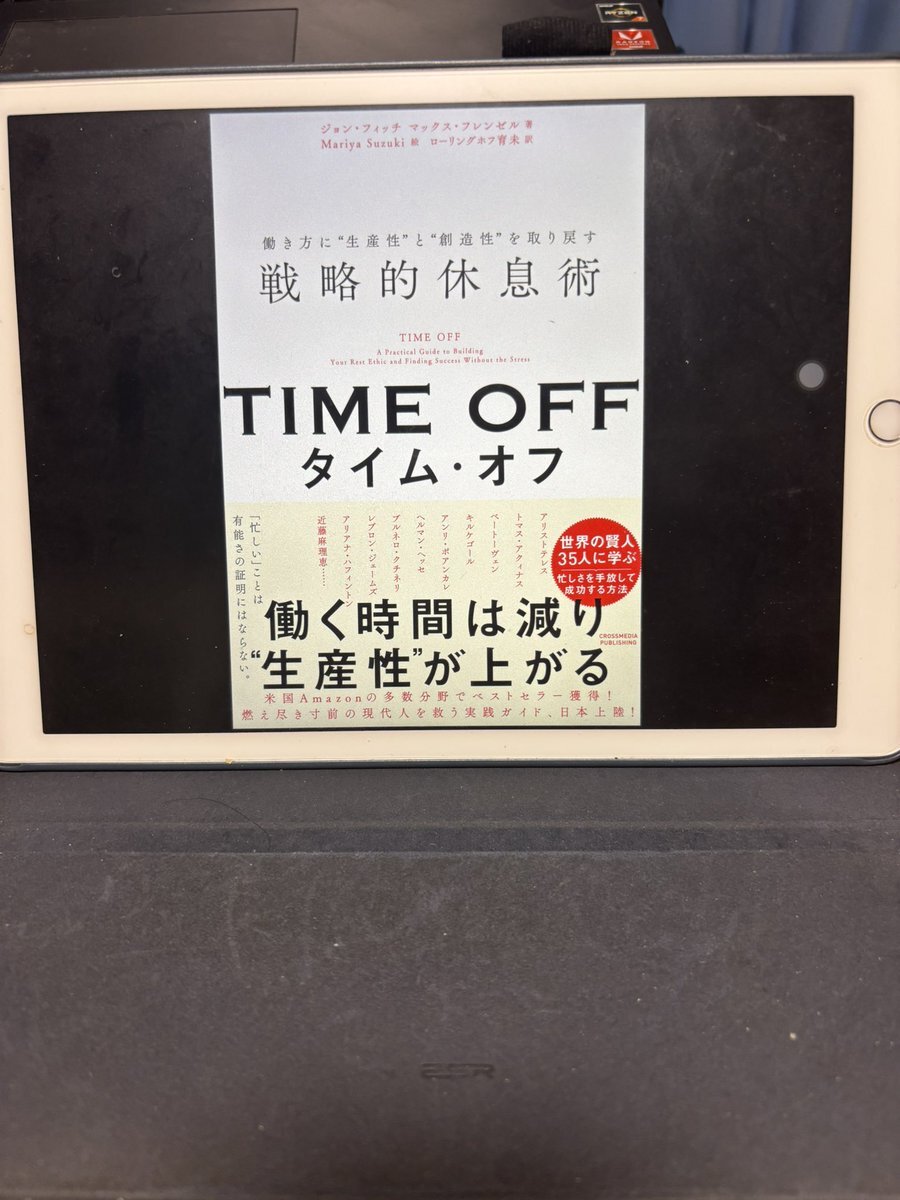 AMD
RYZEN
7
RADEON
ジョン・フィッチ マックス・フレンゼル 著
Mariya Suzuki 絵 ローリングホフ育未 訳
働き方に“生産性”と“創造性”を取り戻す
戦略的休息術
TIME OFF
A Practical Guide to Building
Your Rest Ethic and Finding Success Without the Stress
TIME OFF
タイム・オフ
世界の賢人
35人に学ぶ
忙しさを手放して
成功する方法
アリストテレス
トマス・アクィナス
ベートーヴェン
キルケゴール
アンリ・ポアンカレ
ヘルマン・ヘッセ
ブルネロ・クチネリ
レブロン・ジェームズ
アリアナ・ハフィントン
近藤麻理恵……
「忙しい」ことは
有能さの証明にはならない。
働く時間は減り
“生産性”が上がる
CROSSMEDIA
PUBLISHING
米国Amazonの多数分野でベストセラー獲得！
燃え尽き寸前の現代人を救う実践ガイド、日本上陸！
ESR